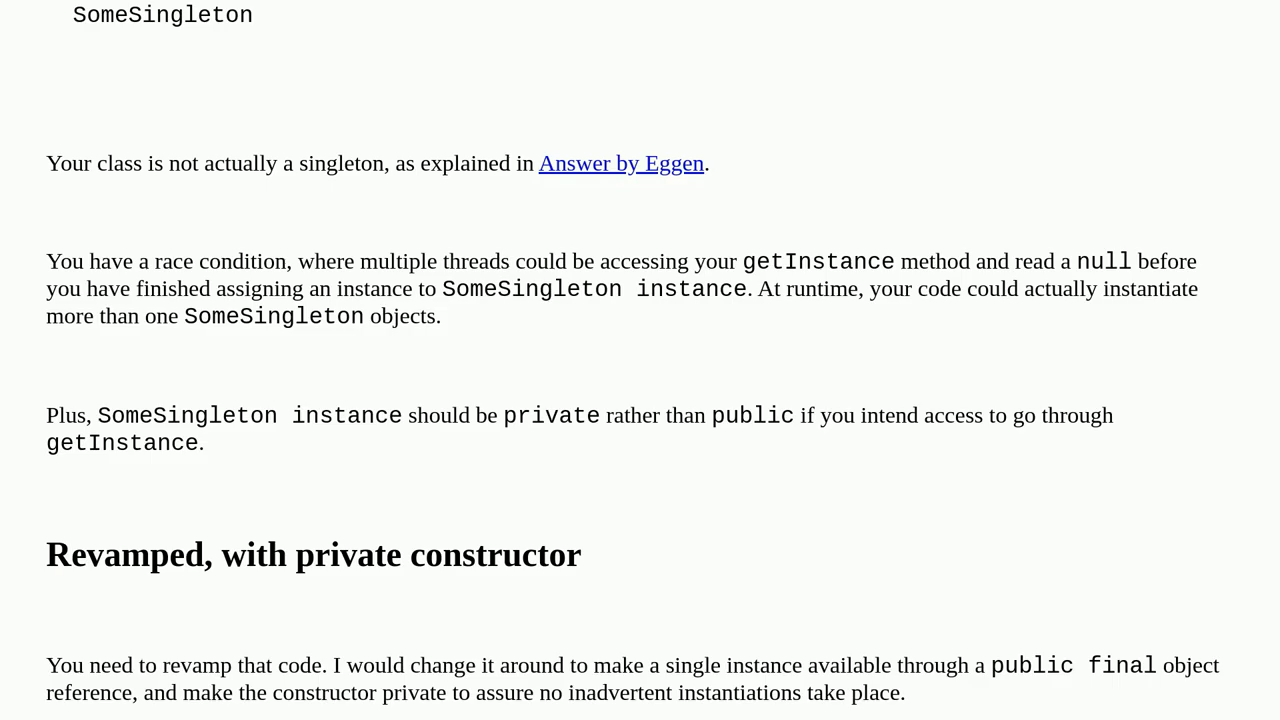 SomeSingleton
Your class is not actually a singleton, as explained in Answer by Eggen.
You have a race condition, where multiple threads could be accessing your getInstance method and read a null before
you have finished assigning an instance to SomeSingleton instance. At runtime, your code could actually instantiate
more than one SomeSingleton objects.
Plus, SomeSingleton instance should be private rather than public if you intend access to go through
getInstance.
Revamped, with private constructor
You need to revamp that code. I would change it around to make a single instance available through a public final object
reference, and make the constructor private to assure no inadvertent instantiations take place.